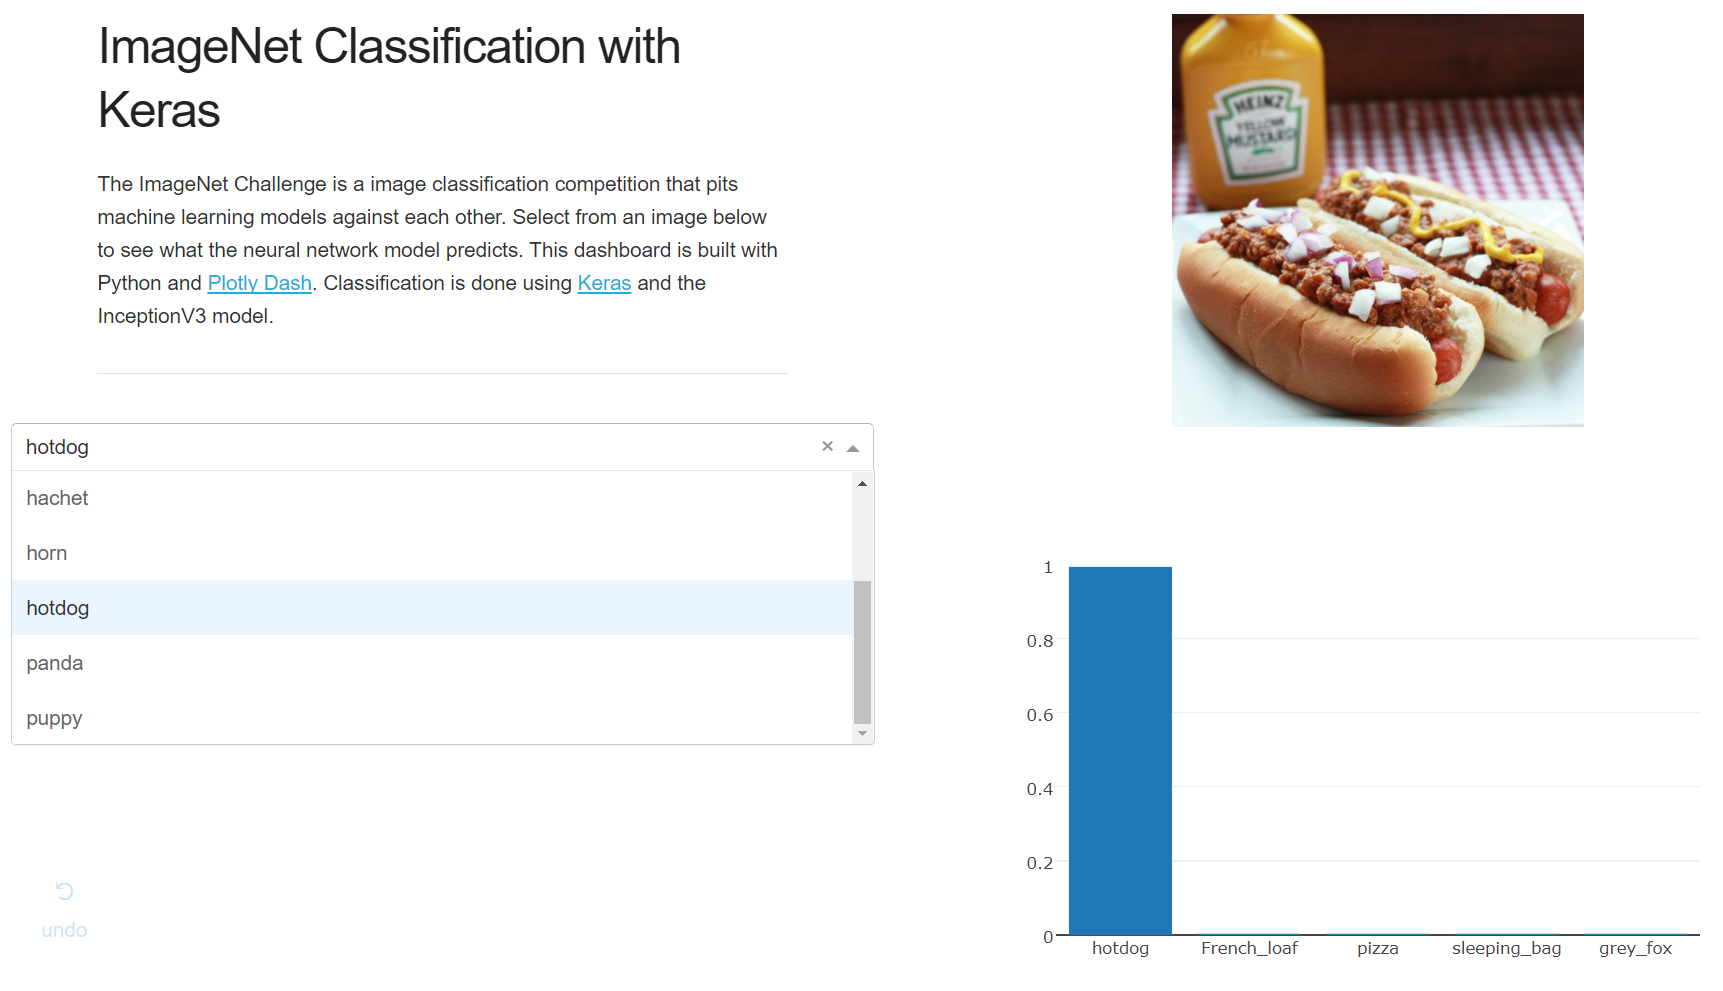 ImageNet Classification with
Keras
The ImageNet Challenge is a image classification competition that pits
machine learning models against each other. Select from an image below
to see what the neural network model predicts. This dashboard is built with
Python and Plotly Dash. Classification is done using Keras and the
InceptionV3 model.
hotdog
hachet
horn
hotdog
panda
puppy
undo
HEINZ
YELLOW
MUSTARD
1
0.8
0.6
0.4
0.2
0
hotdog French_loaf pizza sleeping_bag grey_fox